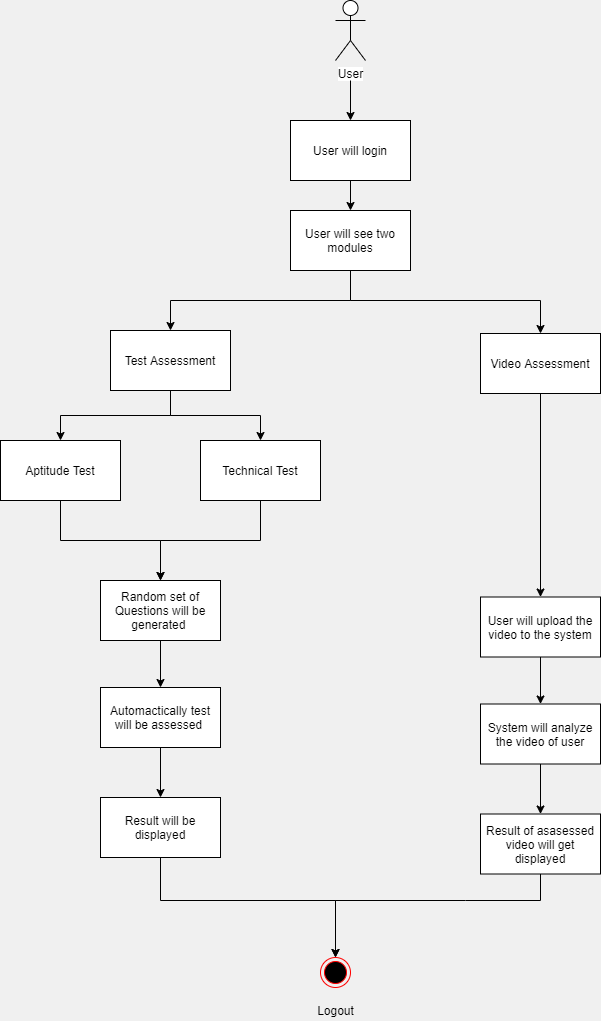 User
User will login
User will see two
modules
Test Assessment
Video Assessment
Aptitude Test
Technical Test
Random set of
Questions will be
generated
User will upload the
video to the system
Automactically test
will be assessed
System will analyze
the video of user
Result will be
displayed
Result of asasessed
video will get
displayed
Logout